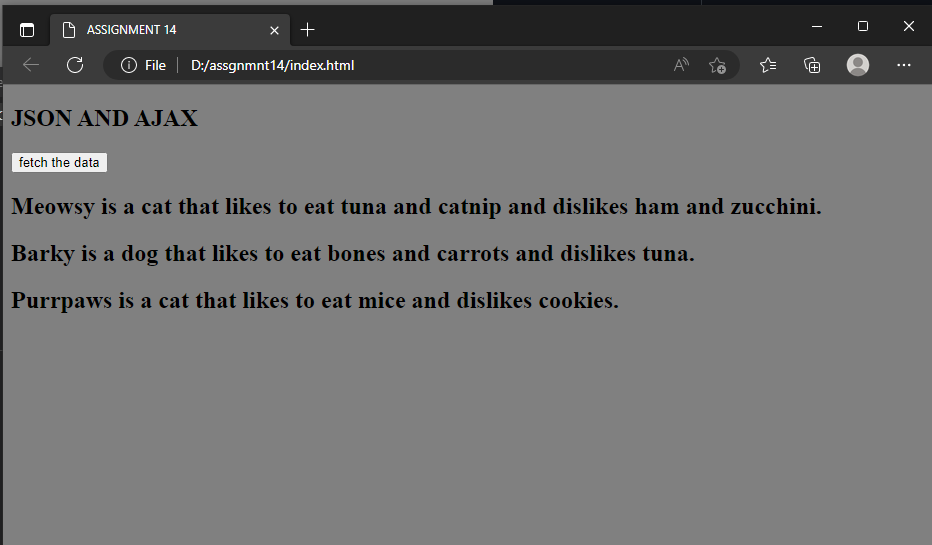 ASSIGNMENT 14
File D:/assgnmnt14/index.html
JSON AND AJAX
fetch the data
Meowsy is a cat that likes to eat tuna and catnip and dislikes ham and zucchini.
Barky is a dog that likes to eat bones and carrots and dislikes tuna.
Purrpaws is a cat that likes to eat mice and dislikes cookies.